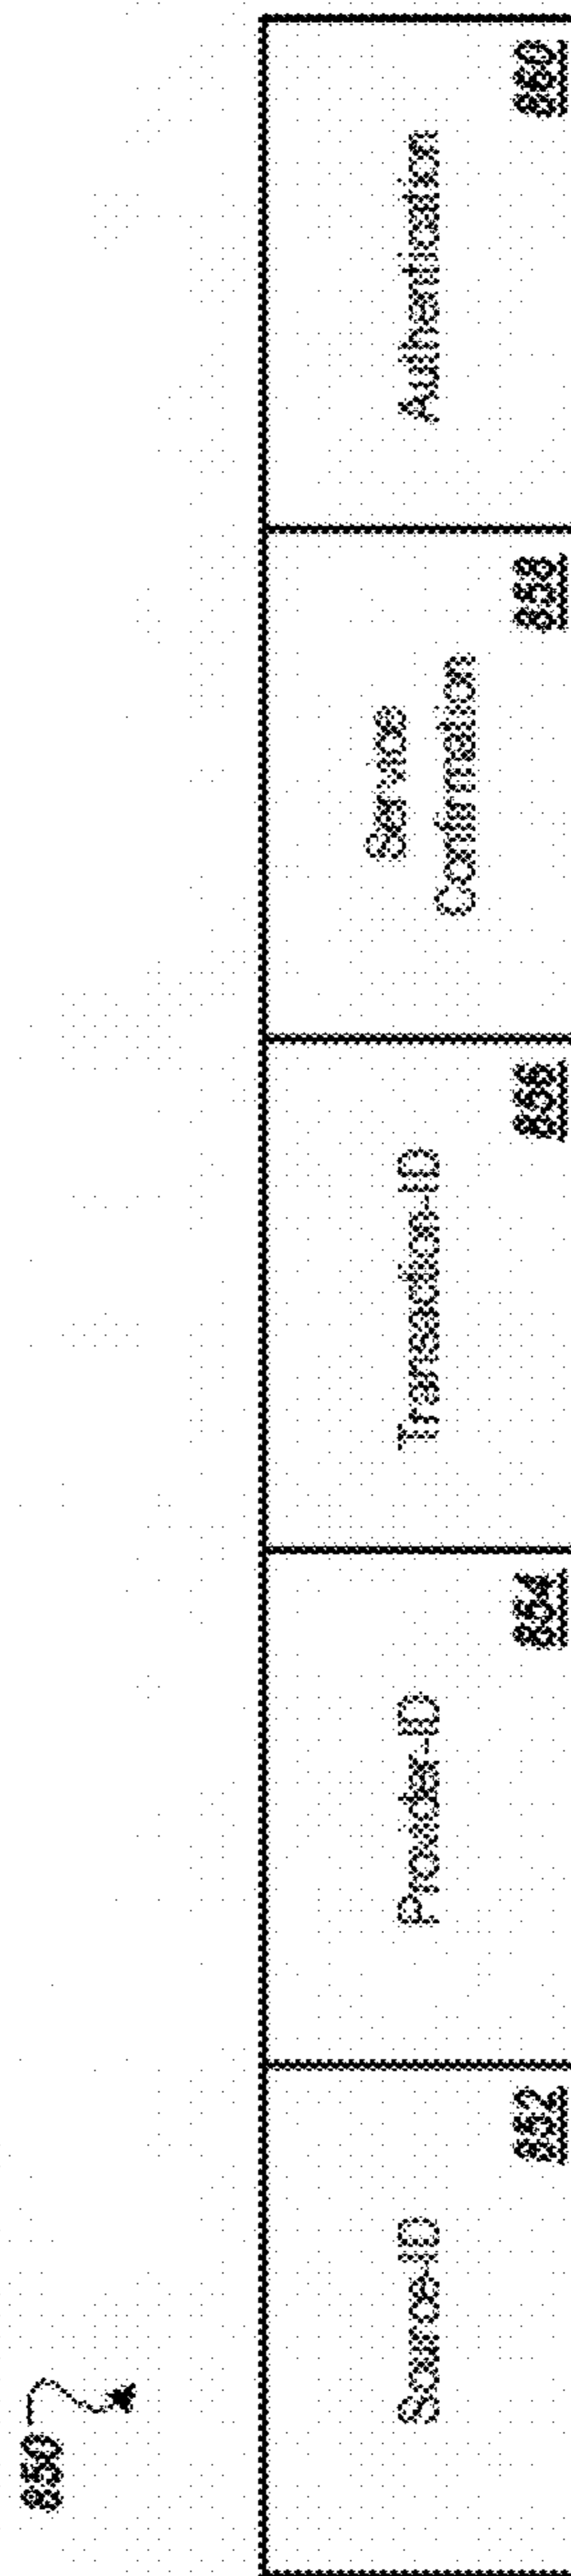 850
Source-ID
852
Provider-ID
854
Transaction-ID
856
Service
Confirmation
858
Authentication
860